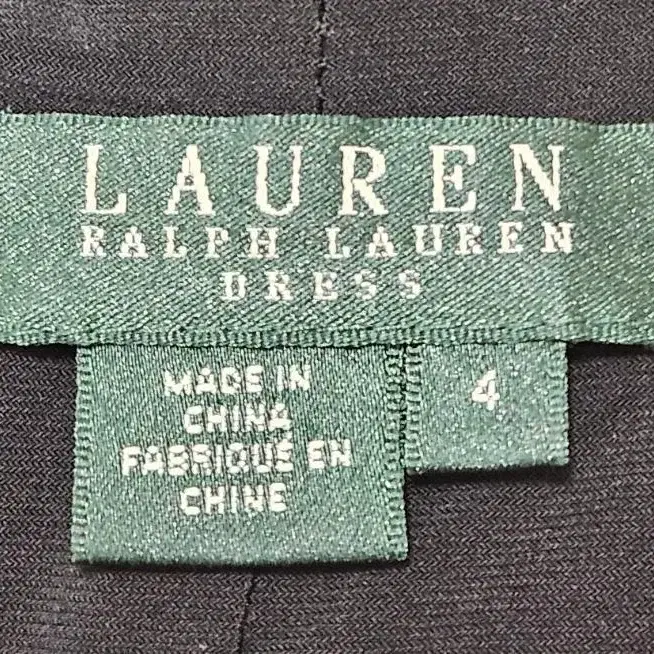 LAUREN
RALPH LAUREN
DRESS
MADE IN
CHINA
FABRIQUÉ EN
CHINE
4